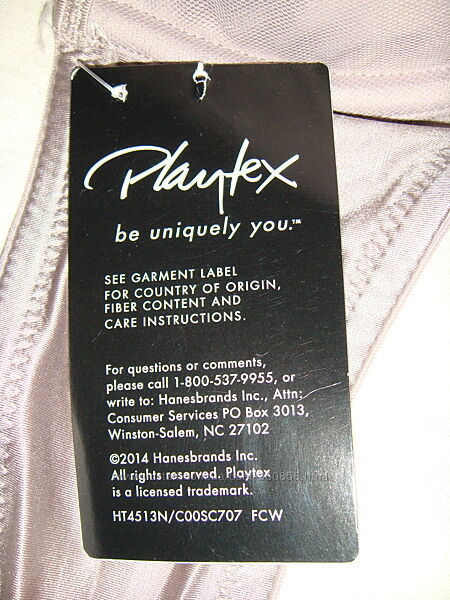 Playtex
be uniquely you.™
SEE GARMENT LABEL
FOR COUNTRY OF ORIGIN,
FIBER CONTENT AND
CARE INSTRUCTIONS.
For questions or comments,
please call 1-800-537-9955, or
write to: Hanesbrands Inc., Attn:
Consumer Services PO Box 3013,
Winston-Salem, NC 27102
©2014 Hanesbrands Inc.
All rights reserved. Playtex
is a licensed trademark.
HT4513N/C00SC707 FCW